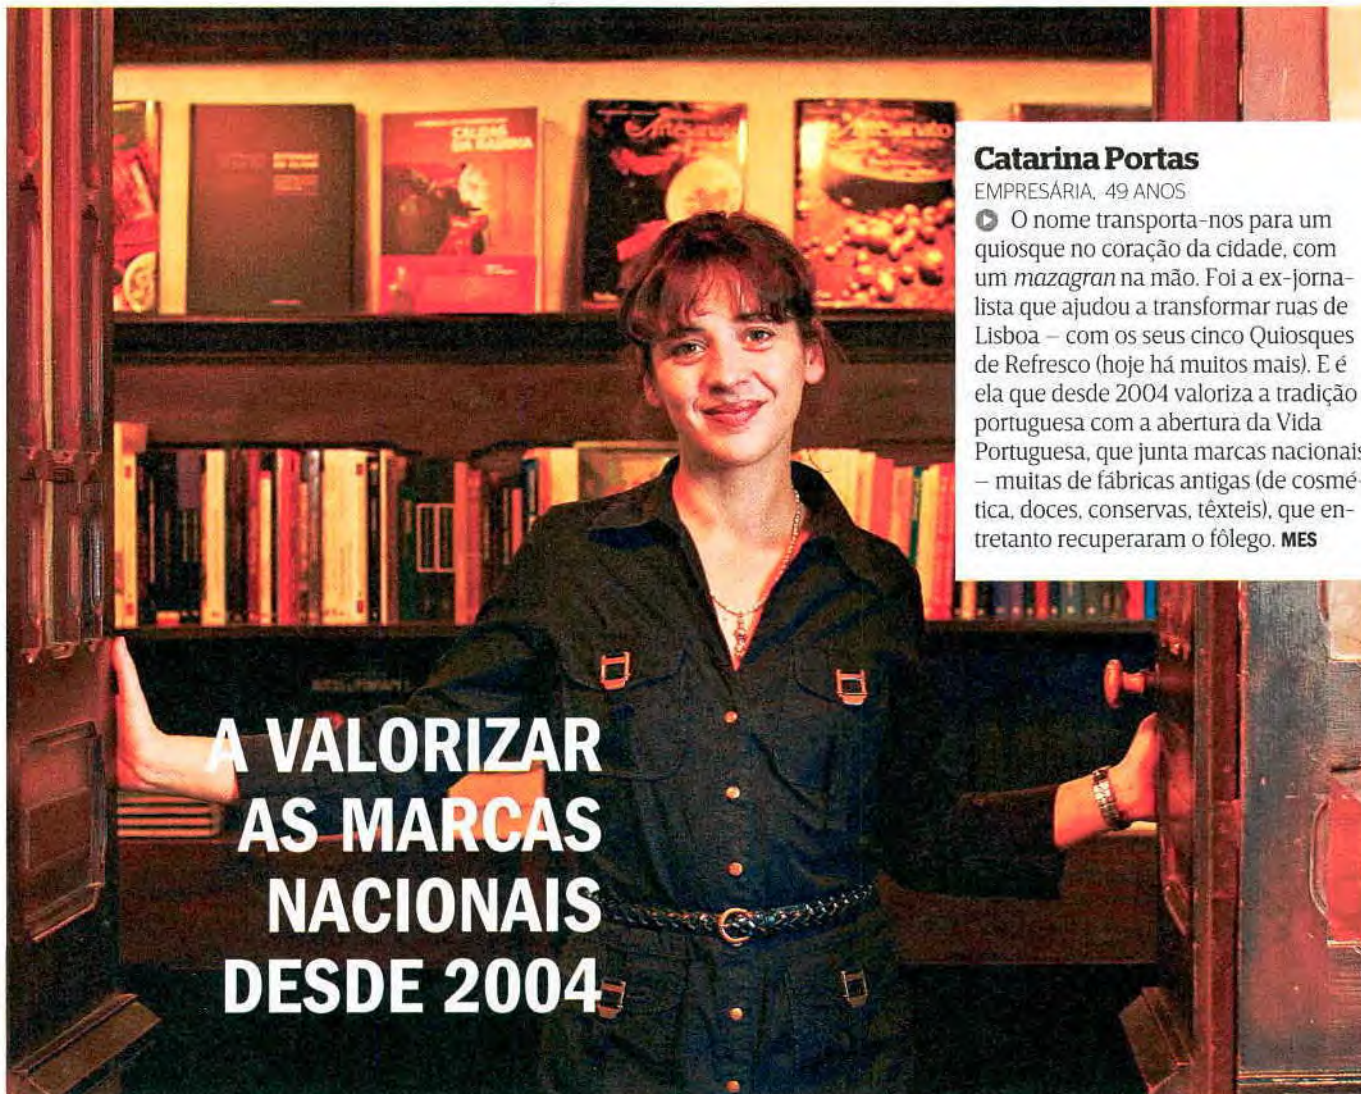 CALDAS
DA RAINHA
Artesanato
Artesanato
Catarina Portas
EMPRESÁRIA, 49 ANOS
O nome transporta-nos para um
quiosque no coração da cidade, com
um mazagran na mão. Foi a ex-jorna-
lista que ajudou a transformar ruas de
Lisboa – com os seus cinco Quiosques
de Refresco (hoje há muitos mais). E é
ela que desde 2004 valoriza a tradição
portuguesa com a abertura da Vida
Portuguesa, que junta marcas nacionais
– muitas de fábricas antigas (de cosmé-
tica, doces, conservas, têxteis), que en-
tretanto recuperaram o fôlego. MES
A VALORIZAR
AS MARCAS
NACIONAIS
DESDE 2004